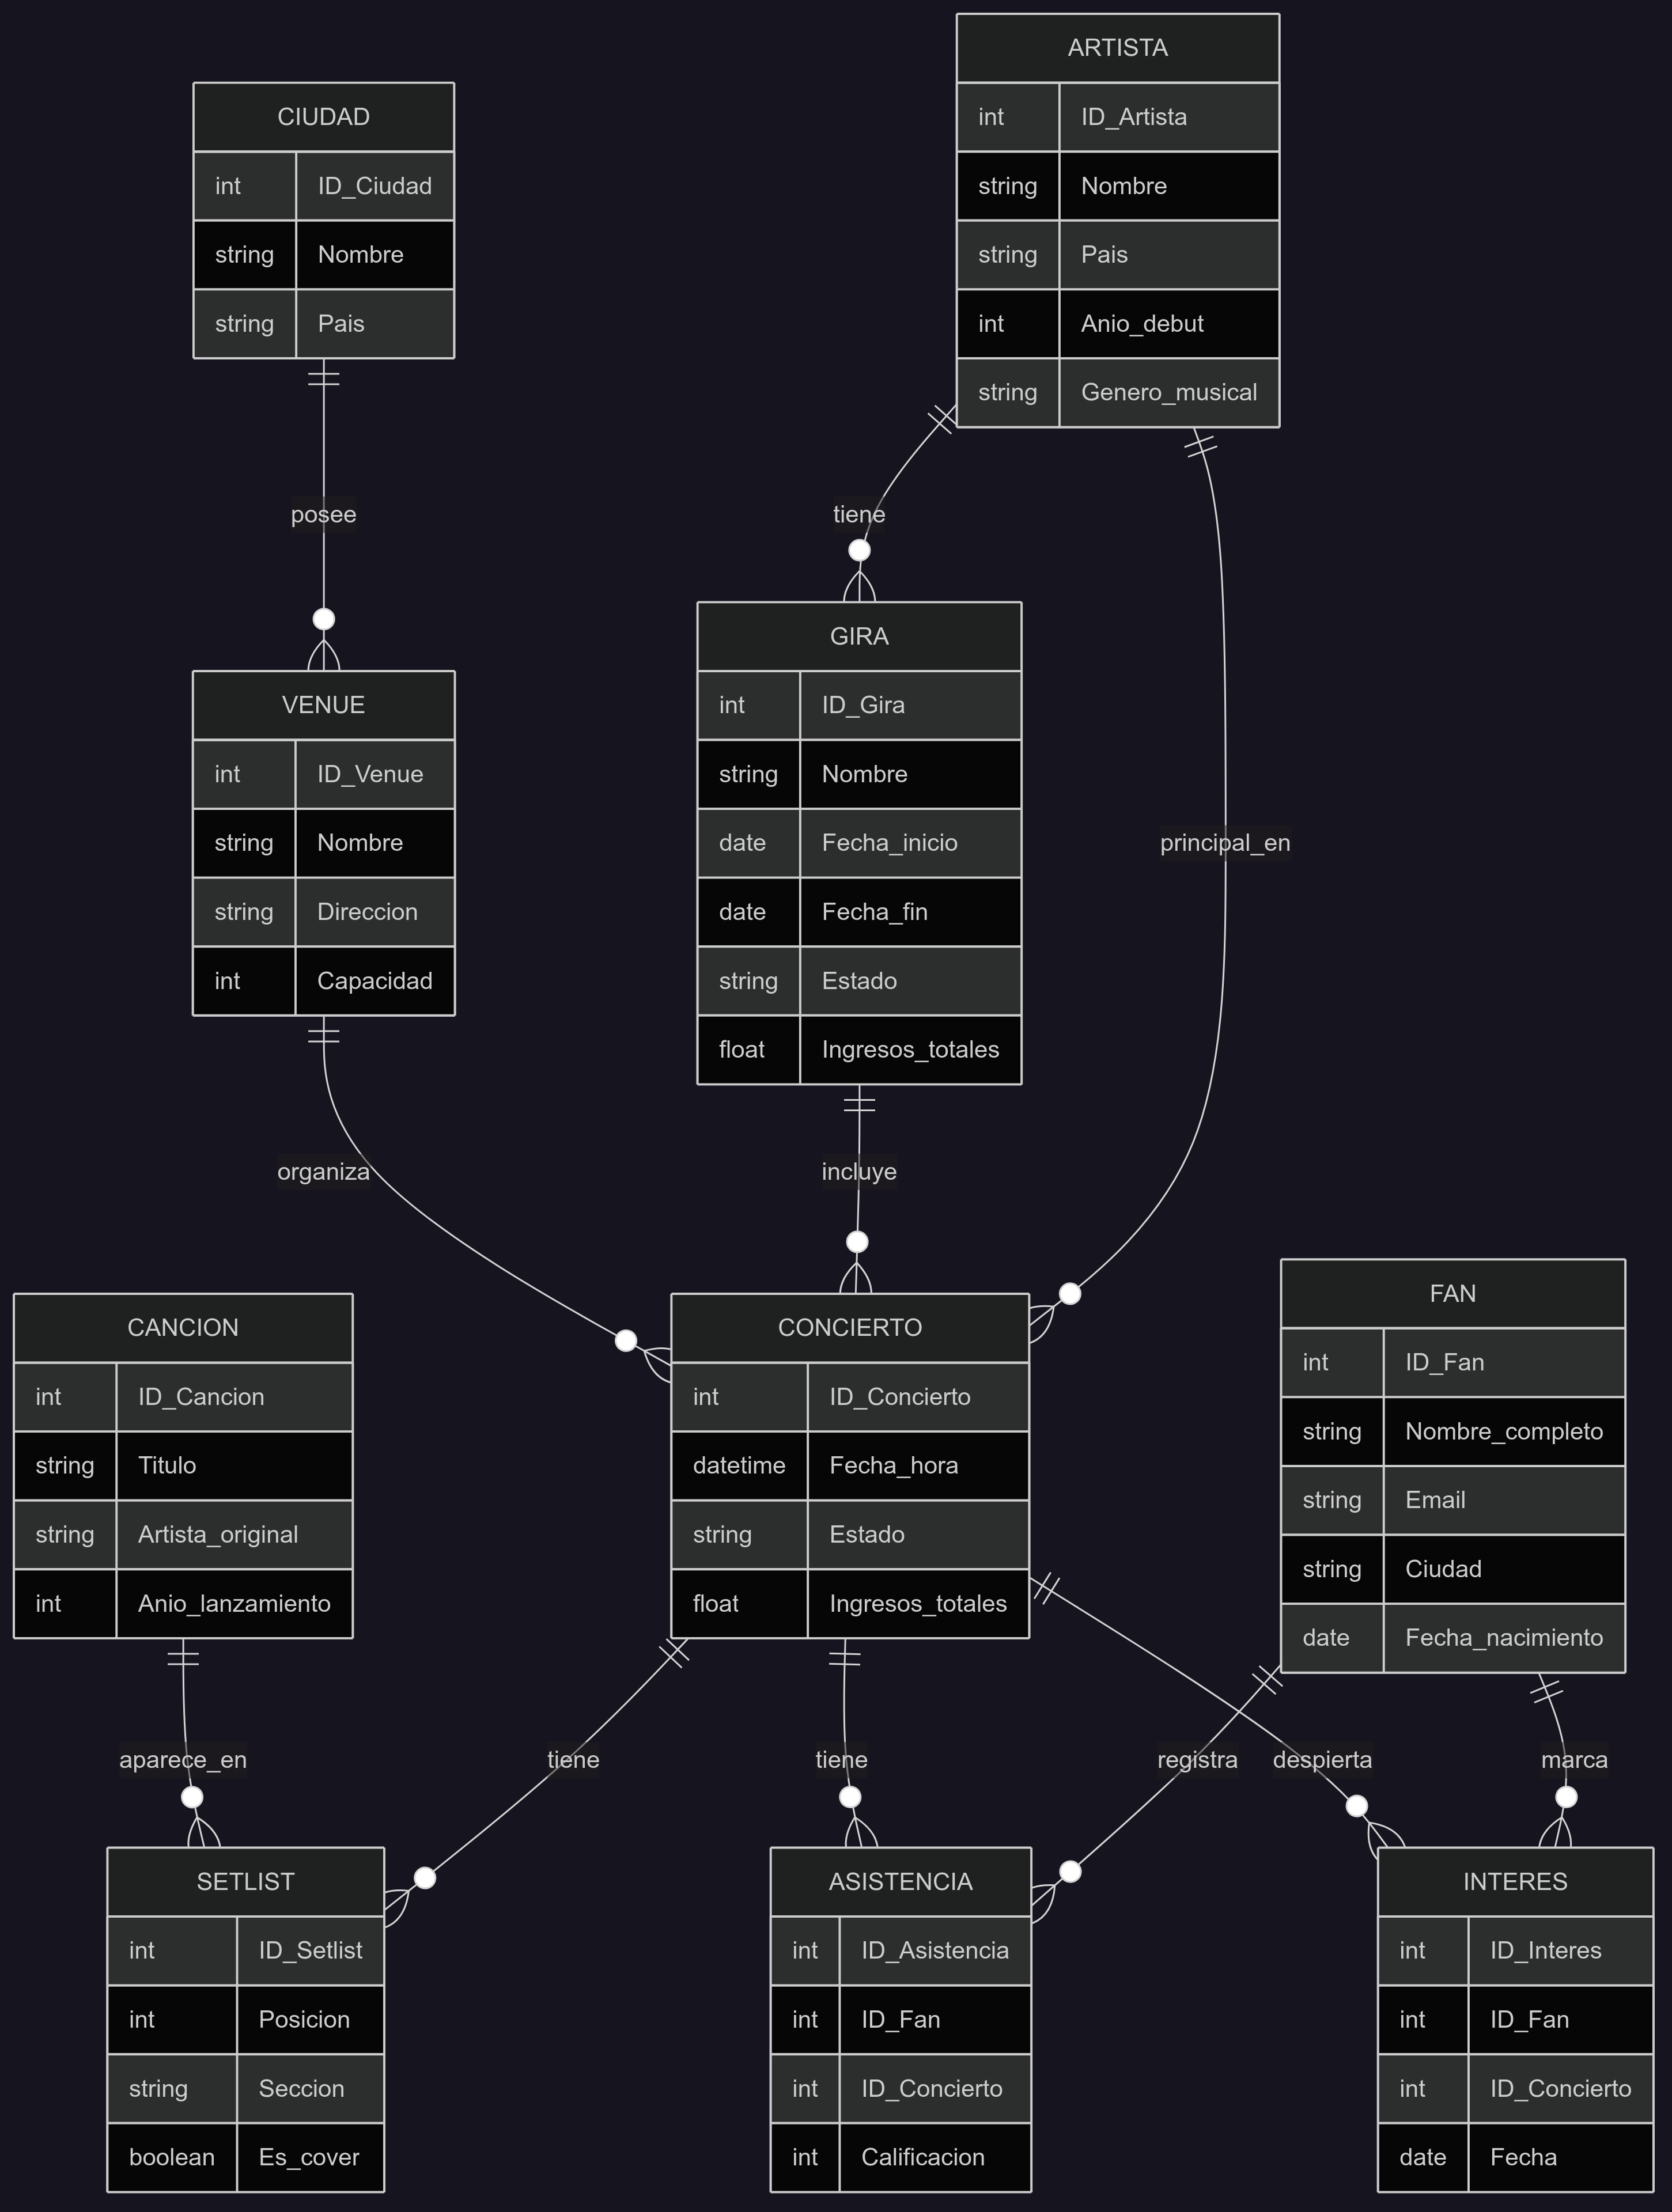 ARTISTA
int ID_Artista
string Nombre
string Pais
int Anio_debut
string Genero_musical
CIUDAD
int ID_Ciudad
string Nombre
string Pais
posee
tiene
principal_en
VENUE
int ID_Venue
string Nombre
string Direccion
int Capacidad
GIRA
int ID_Gira
string Nombre
date Fecha_inicio
date Fecha_fin
string Estado
float Ingresos_totales
organiza
incluye
CANCION
int ID_Cancion
string Titulo
string Artista_original
int Anio_lanzamiento
CONCIERTO
int ID_Concierto
datetime Fecha_hora
string Estado
float Ingresos_totales
FAN
int ID_Fan
string Nombre_completo
string Email
string Ciudad
date Fecha_nacimiento
aparece_en
tiene
tiene
registra
despierta
marca
SETLIST
int ID_Setlist
int Posicion
string Seccion
boolean Es_cover
ASISTENCIA
int ID_Asistencia
int ID_Fan
int ID_Concierto
int Calificacion
INTERES
int ID_Interes
int ID_Fan
int ID_Concierto
date Fecha